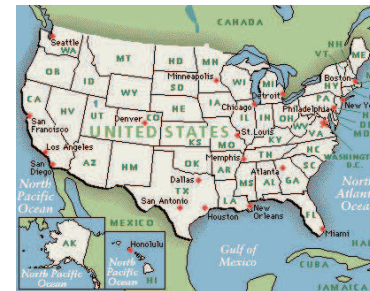 CANADA
Seattle
WA
MT
ND
MN
NH
VT
ME
OR
ID
SD
Minneapolis
WI
MI
NY
Boston
WY
IA
Detroit
PA
New York
CA
NV
UT
Denver
CO
NE
Chicago
IL
IN
OH
Philadelphia
NJ
San
Francisco
UNITED STATES
KS
MO
St. Louis
KY
WV
VA
MD
Los Angeles
AZ
NM
OK
AR
Memphis
TN
NC
WASHINGTON
D.C.
San
Diego
Dallas
TX
MS
AL
Atlanta
GA
SC
North
Pacific
Ocean
San Antonio
LA
Houston
New
Orleans
FL
North
Atlantic
Ocean
MEXICO
Miami
AK
Honolulu
Gulf of
Mexico
North
Pacific Ocean
North
Pacific
Ocean
HI
CUBA
HA
JAMAICA